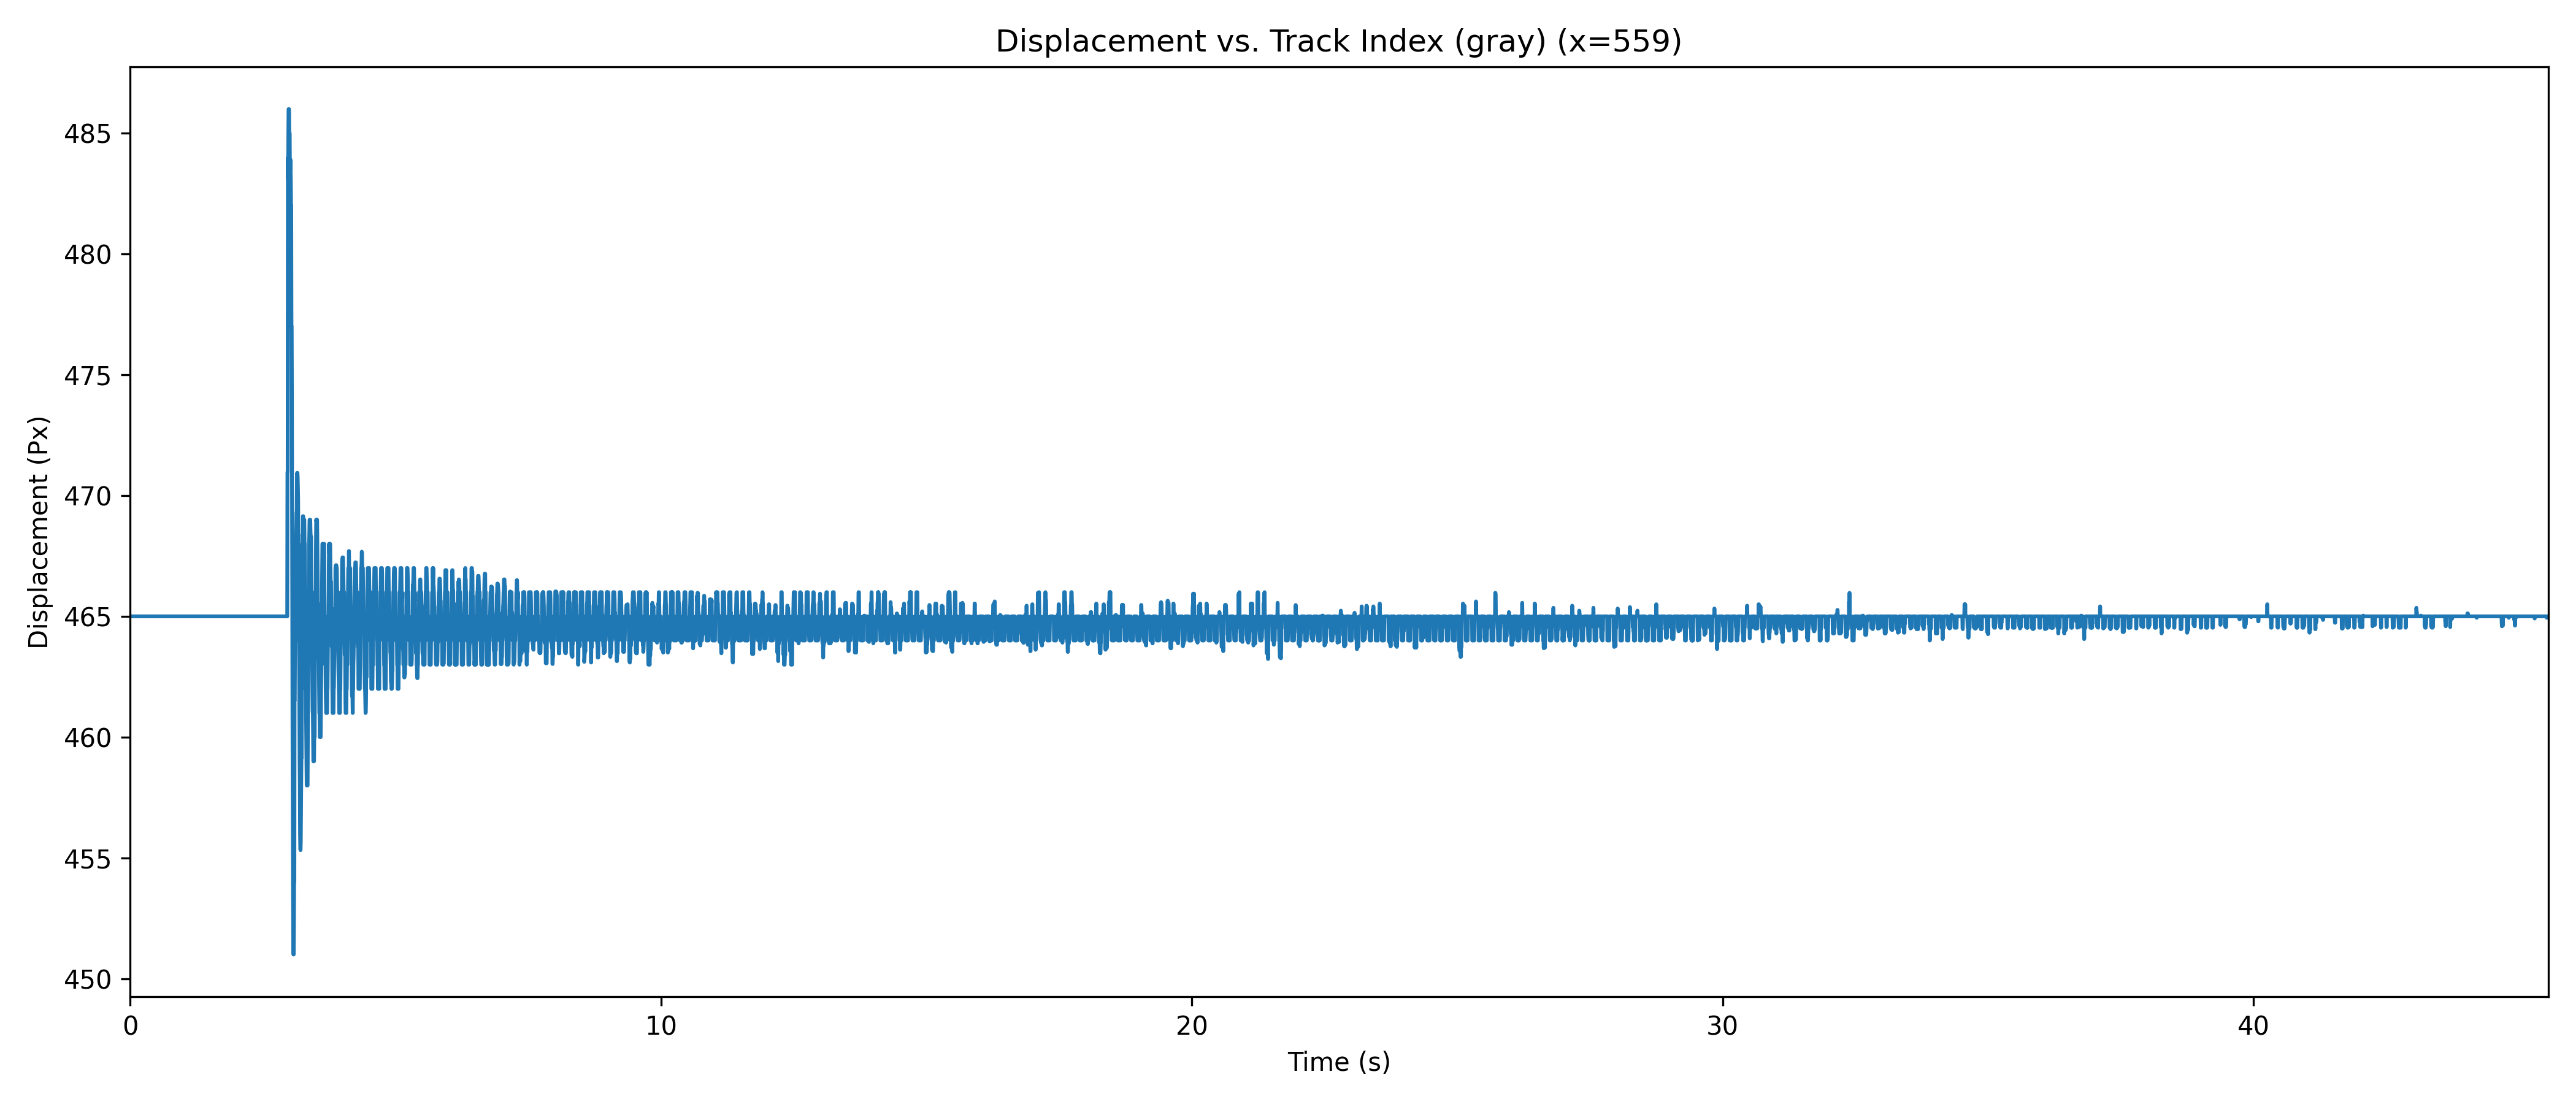 Displacement vs. Track Index (gray) (x=559)
Displacement (Px)
485
480
475
470
465
460
455
450
0 10 20 30 40
Time (s)